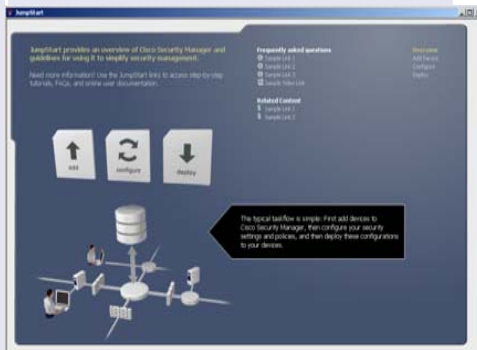 JumpStart
JumpStart provides an overview of Cisco Security Manager and
guidelines for using it to simplify security management.
Need more information? Use the JumpStart links to access step-by-step
tutorials, FAQs, and online user documentation.
Frequently asked questions
Sample Link 1
Sample Link 2
Sample Link 3
Sample Video Link
Related Content
Sample Link 1
Sample Link 2
Add Device
Configure
Deploy
add
configure
deploy
The typical taskflow is simple: First add devices to
Cisco Security Manager, then configure your security
settings and policies, and then deploy these configurations
to your devices.